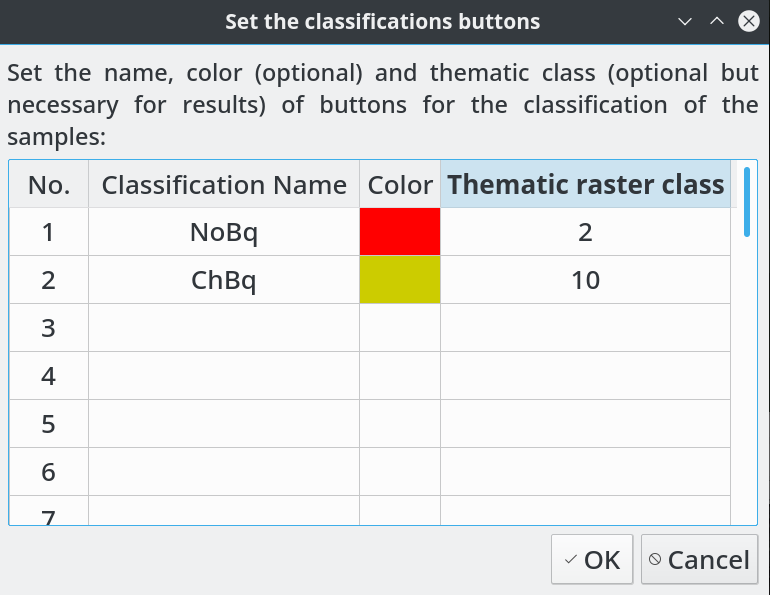 Set the classifications buttons
Set the name, color (optional) and thematic class (optional but
necessary for results) of buttons for the classification of the
samples:
No. Classification Name Color Thematic raster class
1 NoBq 2
2 ChBq 10
3
4
5
6
7
OK Cancel